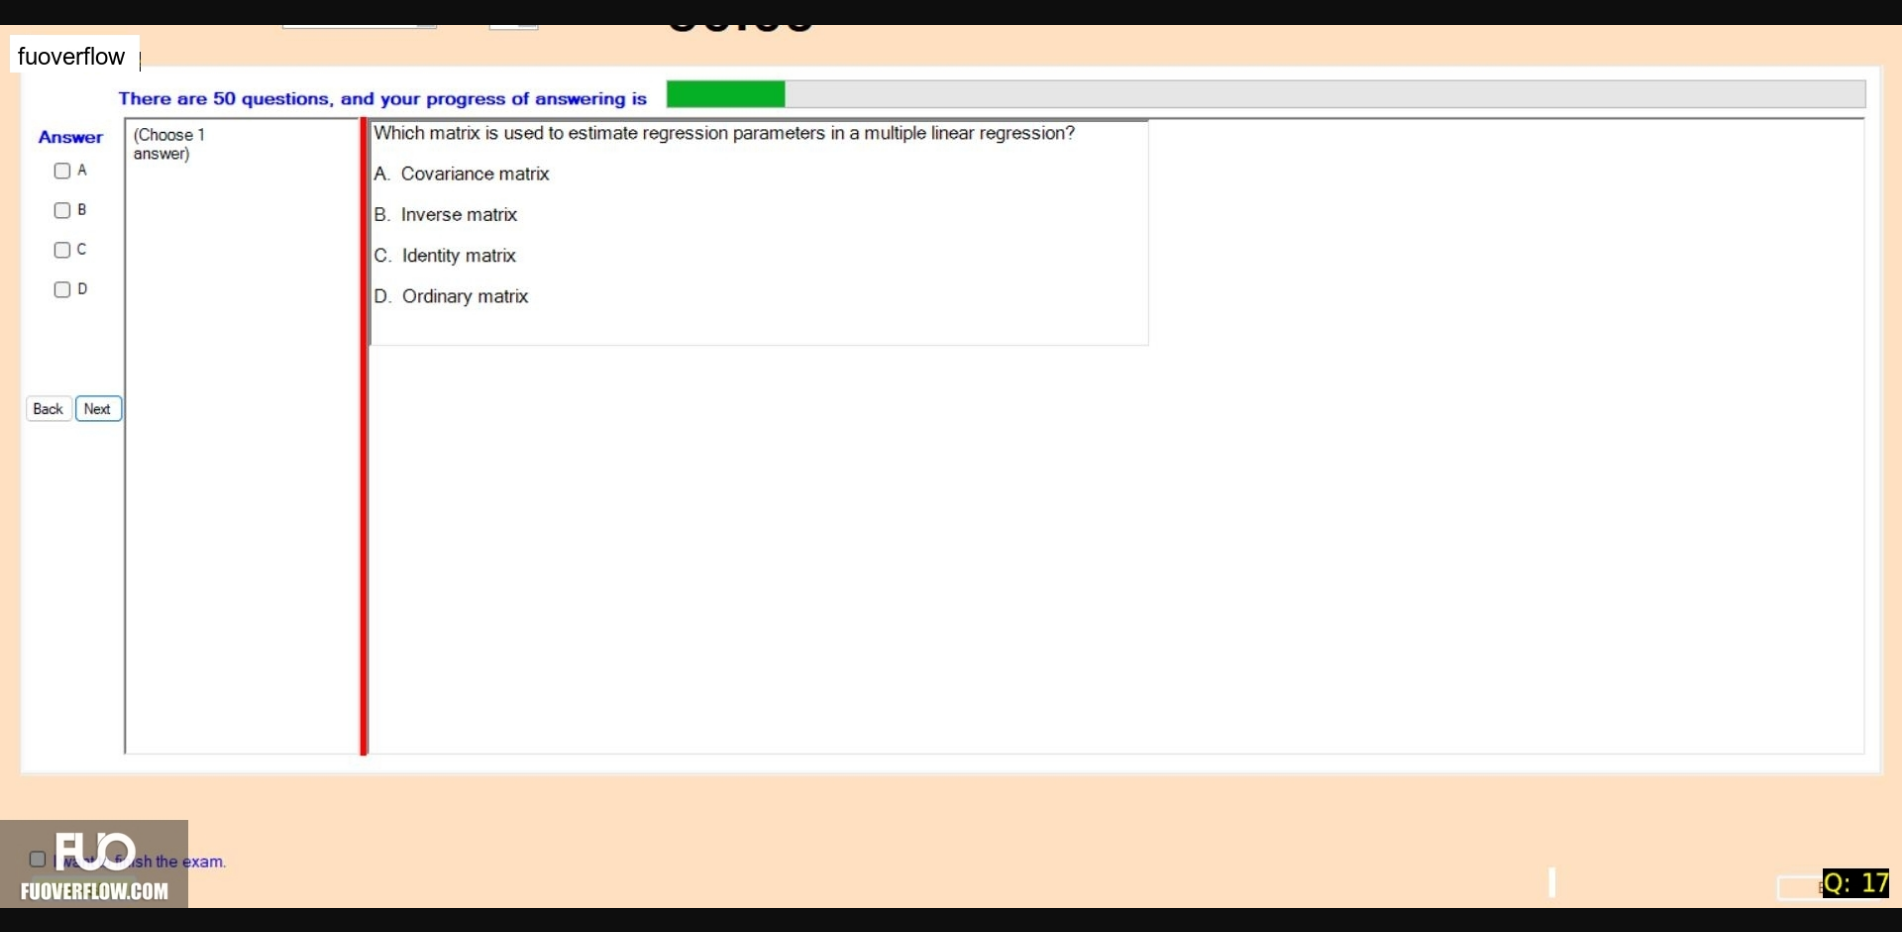 fuoverflow
There are 50 questions, and your progress of answering is
Answer
(Choose 1
answer)
A
B
C
D
Which matrix is used to estimate regression parameters in a multiple linear regression?
A. Covariance matrix
B. Inverse matrix
C. Identity matrix
D. Ordinary matrix
Back
Next
FUO
sh the exam.
FUOVERFLOW.COM
Q: 17